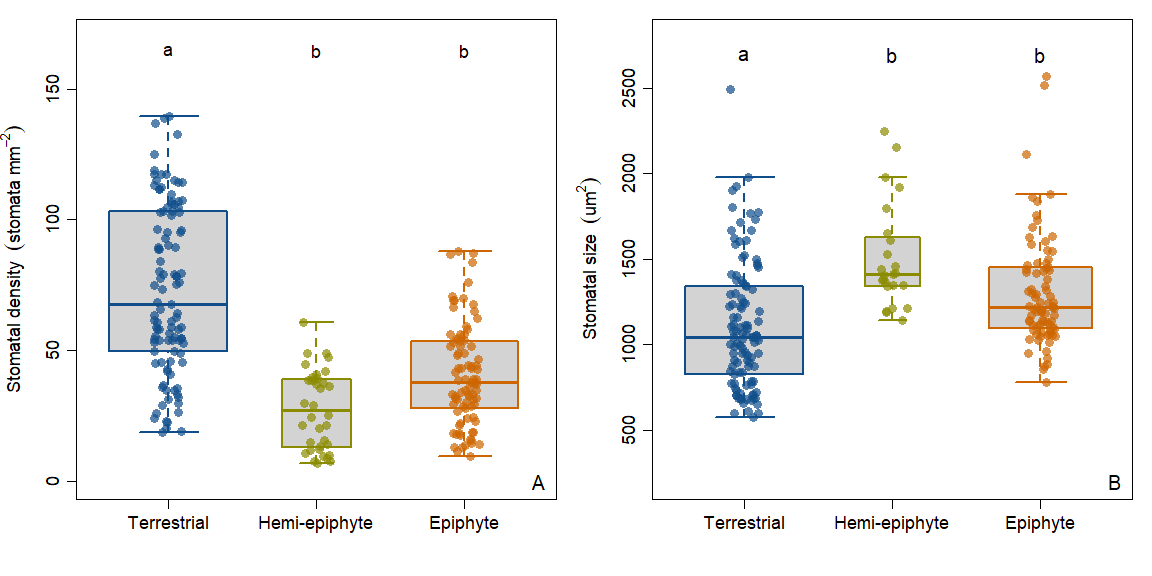 Stomatal density (stomata mm⁻²)
150
100
50
0
a b b
A
Terrestrial Hemi-epiphyte Epiphyte
Stomatal size (um²)
2500
2000
1500
1000
500
a b b
B
Terrestrial Hemi-epiphyte Epiphyte